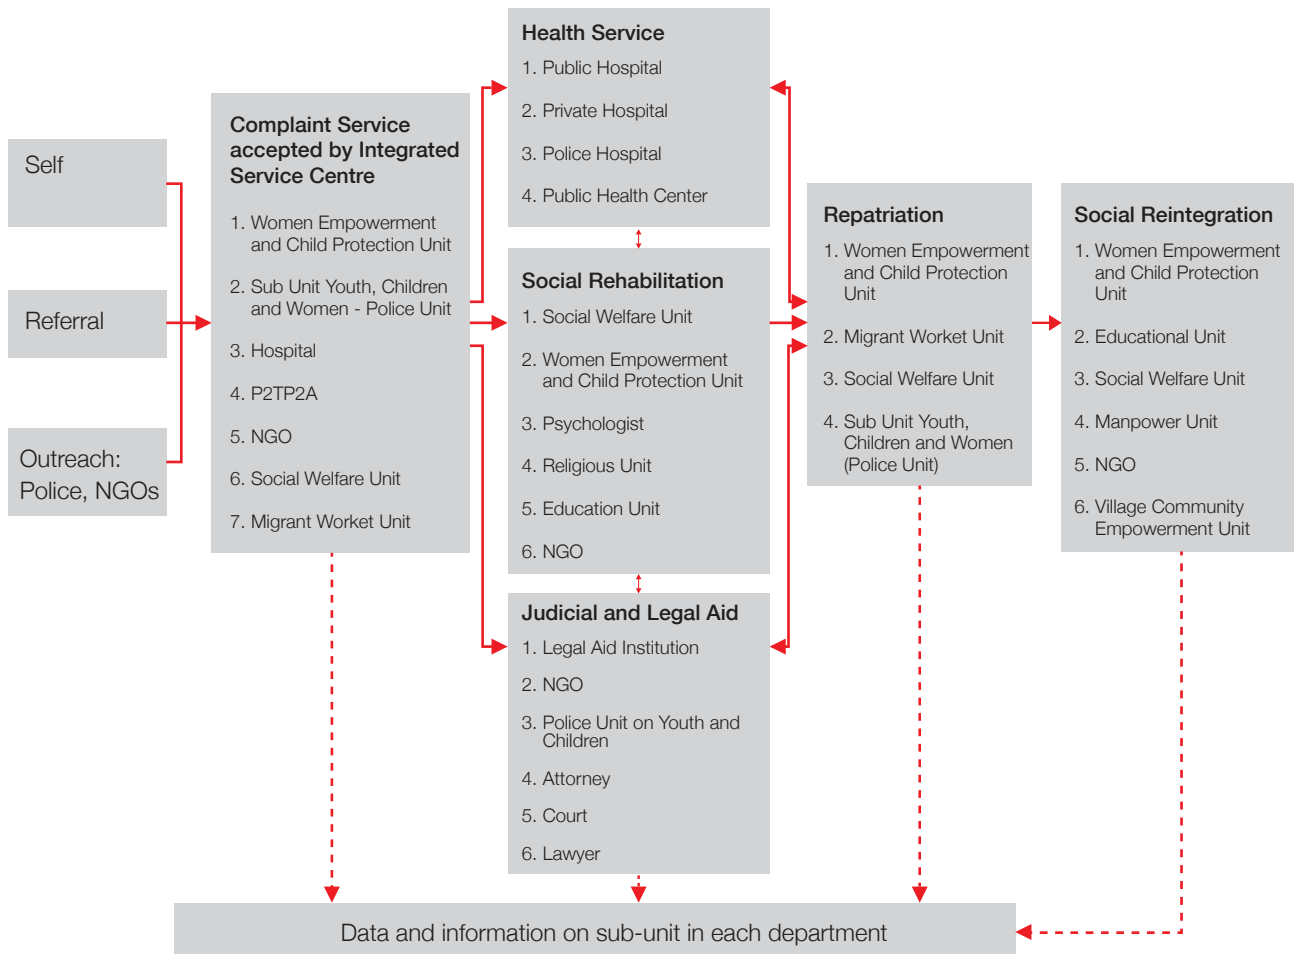 Self
Referral
Outreach:
Police, NGOs
Complaint Service
accepted by Integrated
Service Centre
1. Women Empowerment
and Child Protection Unit
2. Sub Unit Youth, Children
and Women - Police Unit
3. Hospital
4. P2TP2A
5. NGO
6. Social Welfare Unit
7. Migrant Worket Unit
Health Service
1. Public Hospital
2. Private Hospital
3. Police Hospital
4. Public Health Center
Social Rehabilitation
1. Social Welfare Unit
2. Women Empowerment
and Child Protection Unit
3. Psychologist
4. Religious Unit
5. Education Unit
6. NGO
Judicial and Legal Aid
1. Legal Aid Institution
2. NGO
3. Police Unit on Youth and
Children
4. Attorney
5. Court
6. Lawyer
Repatriation
1. Women Empowerment
and Child Protection
Unit
2. Migrant Worket Unit
3. Social Welfare Unit
4. Sub Unit Youth,
Children and Women
(Police Unit)
Social Reintegration
1. Women Empowerment
and Child Protection
Unit
2. Educational Unit
3. Social Welfare Unit
4. Manpower Unit
5. NGO
6. Village Community
Empowerment Unit
Data and information on sub-unit in each department